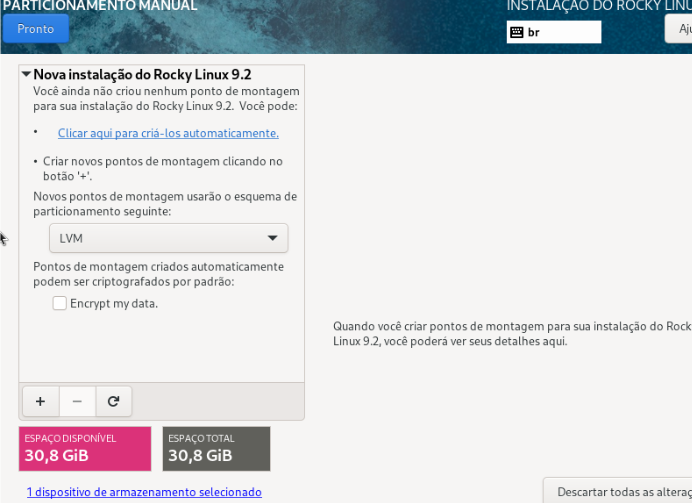 PARTICIONAMENTO MANUAL
INSTALAÇÃO DO ROCKY LINU
Pronto
br
Aju
Nova instalação do Rocky Linux 9.2
Você ainda não criou nenhum ponto de montagem
para sua instalação do Rocky Linux 9.2. Você pode:
• Clicar aqui para criá-los automaticamente.
• Criar novos pontos de montagem clicando no
botão '+'.
Novos pontos de montagem usarão o esquema de
particionamento seguinte:
LVM
Pontos de montagem criados automaticamente
podem ser criptografados por padrão:
Encrypt my data.
Quando você criar pontos de montagem para sua instalação do Rock
Linux 9.2, você poderá ver seus detalhes aqui.
+ −
ESPAÇO DISPONÍVEL
30,8 GiB
ESPAÇO TOTAL
30,8 GiB
1 dispositivo de armazenamento selecionado
Descartar todas as alteraç